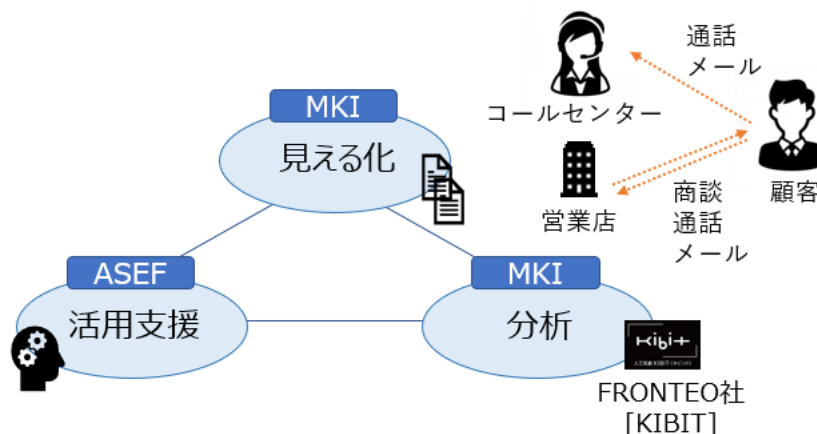 MKI
見える化
コールセンター
通話
メール
顧客
営業店
商談
通話
メール
ASEF
活用支援
MKI
分析
KIBIT
FRONTEO社
[KIBIT]